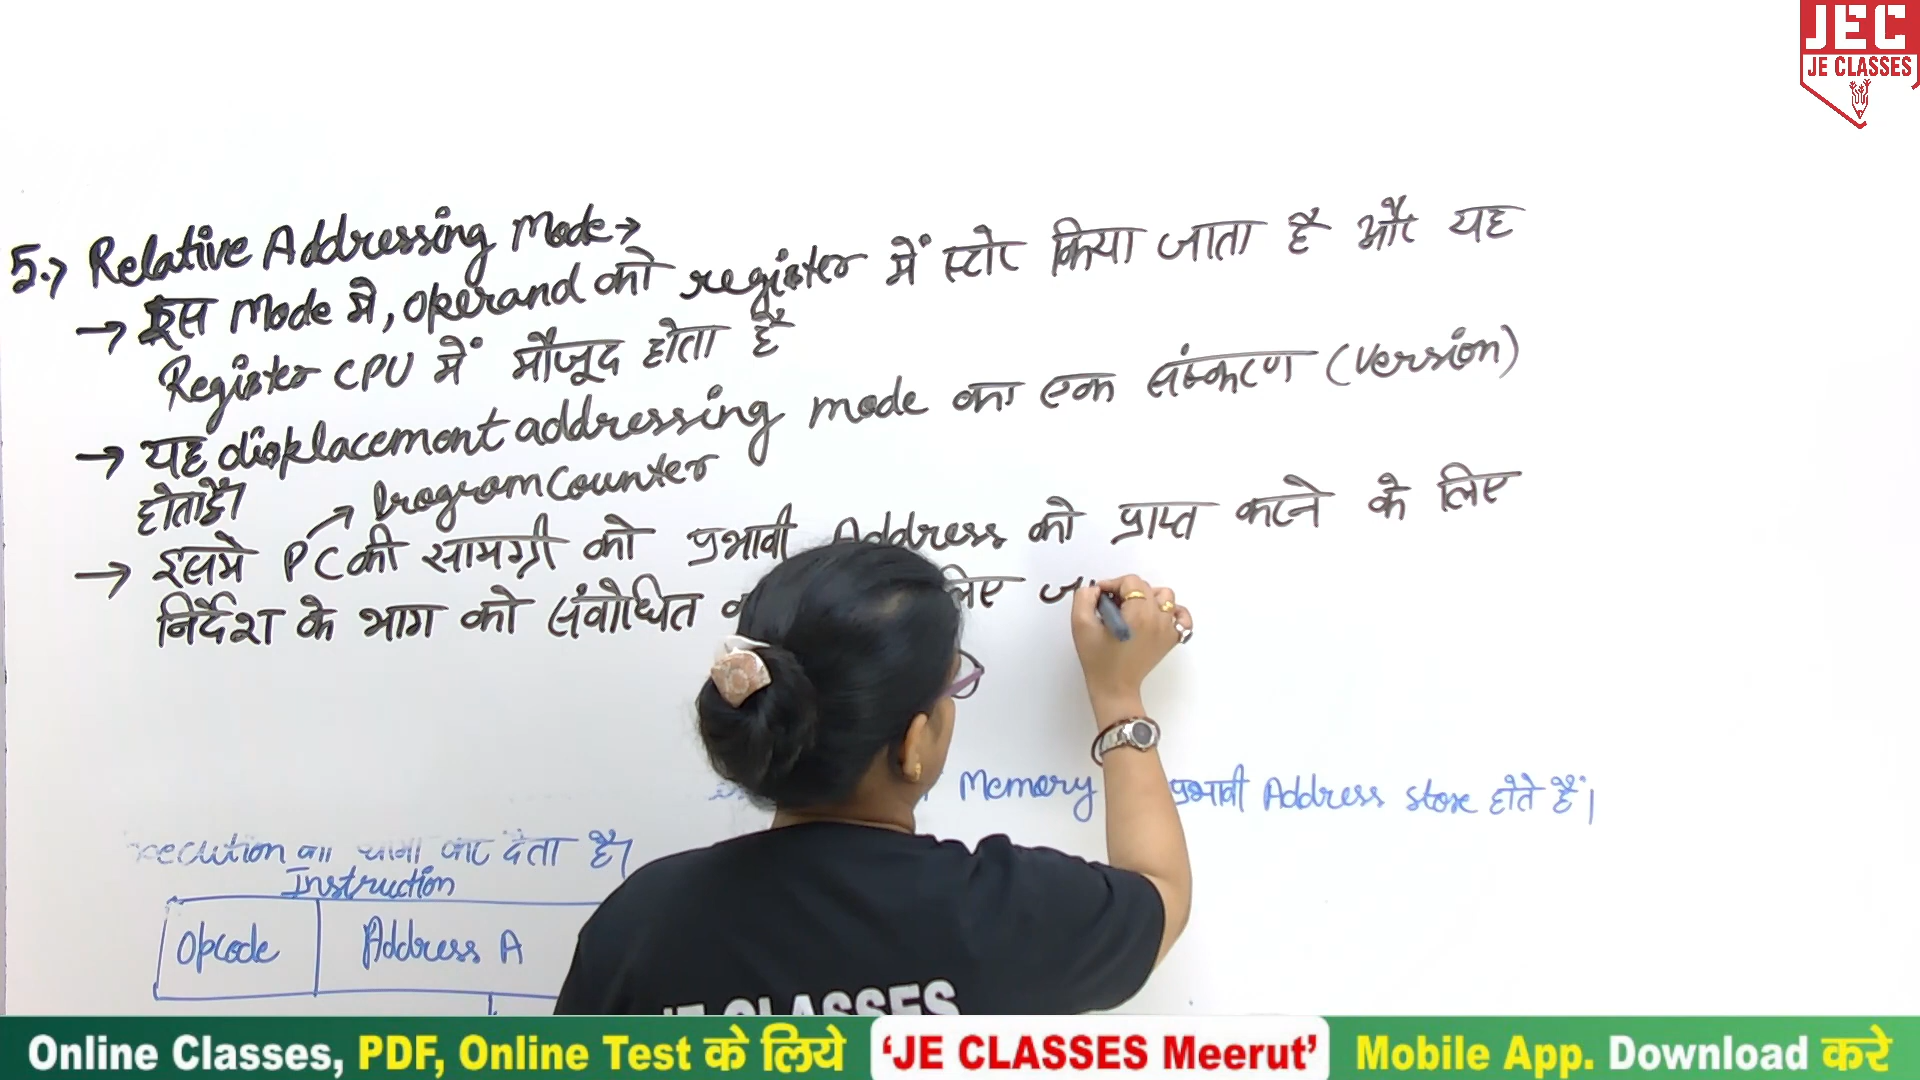 JEC
JE CLASSES
5.→ Relative Addressing Mode→
→ इस Mode मे, operand को register में स्टोर किया जाता है और यह
Register CPU में मौजूद होता है
→ यह displacement addressing mode का एक संस्करण (Version)
होता है।
→ Program Counter
→ इसमे PC की सामग्री को प्रभावी Address को प्राप्त करने के लिए
निर्देश के भाग को संबोधित लिए
Memory प्रभावी Address store होते है।
execution देता है।
Instruction
Opcode Address A
JE CLASSES
Online Classes, PDF, Online Test के लिये 'JE CLASSES Meerut' Mobile App. Download करे